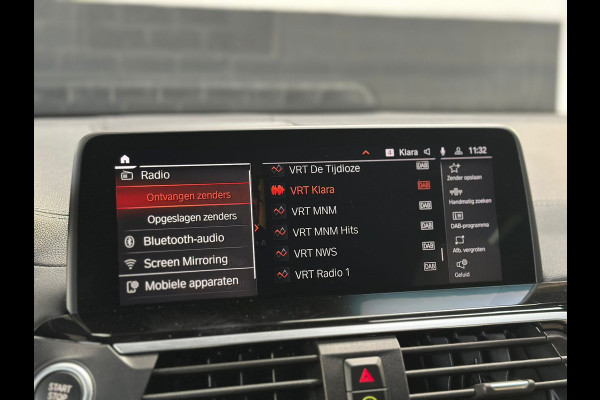 Klara 11:32
Radio
Ontvangen zenders
Opgeslagen zenders
Bluetooth-audio
Screen Mirroring
Mobiele apparaten
VRT De Tijdloze DAB
VRT Klara DAB
VRT MNM DAB
VRT MNM Hits DAB
VRT NWS DAB
VRT Radio 1 DAB
Zender opslaan
Handmatig zoeken
DAB-programma
Afb. vergroten
Geluid
START
STOP